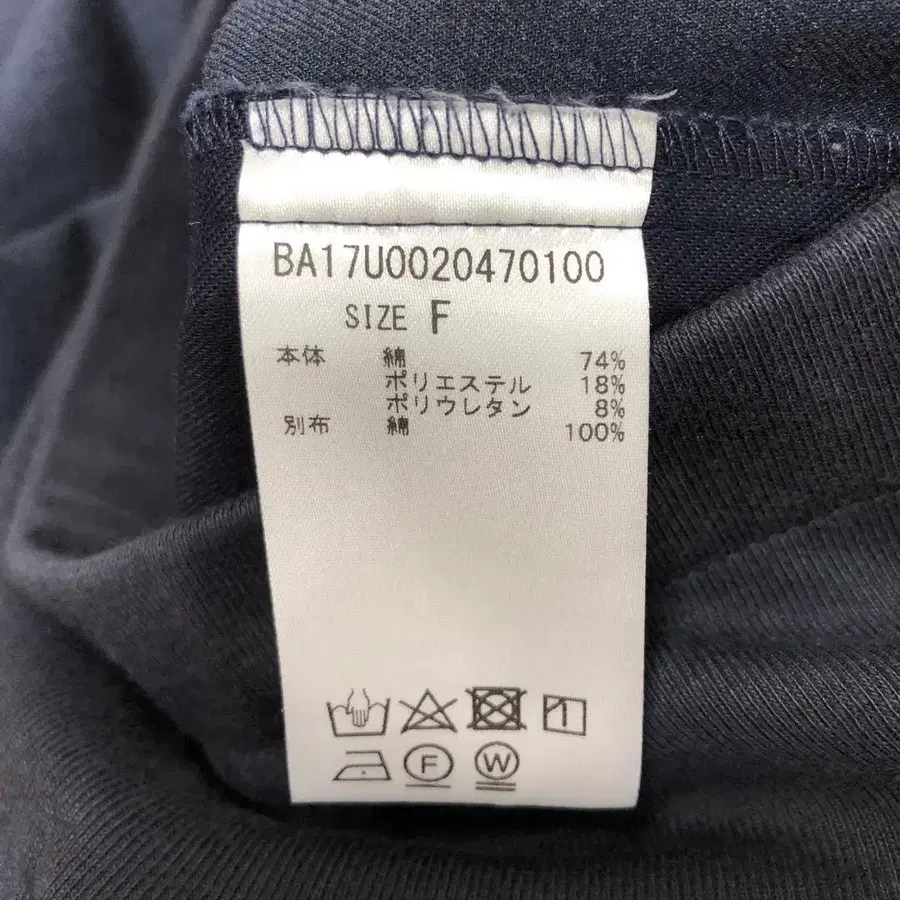 BA17U0020470100
SIZE F
本体 綿 74%
ポリエステル 18%
ポリウレタン 8%
別布 綿 100%
F W